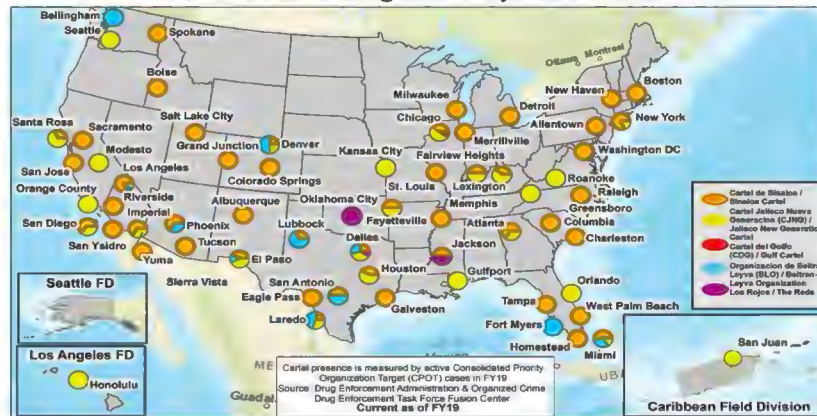 Bellingham
Seattle
Spokane
Boise
Ottawa
Montreal
Milwaukee
Chicago
Detroit
New Haven
Boston
Allentown
New York
Merrillville
Washington DC
Santa Rosa
Sacramento
Modesto
Salt Lake City
Grand Junction
Denver
Kansas City
Fairview Heights
San Jose
Los Angeles
Colorado Springs
St. Louis
Lexington
Roanoke
Orange County
Riverside
Imperial
Albuquerque
Oklahoma City
Memphis
Raleigh
Greensboro
San Diego
Phoenix
Lubbock
Fayetteville
Atlanta
Columbia
San Ysidro
Tucson
Dallas
Jackson
Charleston
Yuma
El Paso
Houston
Gulfport
Sierra Vista
San Antonio
Orlando
Eagle Pass
Tampa
West Palm Beach
Galveston
Laredo
Fort Myers
Homestead
Miami
Cartel de Sinaloa /
Sinaloa Cartel
Cartel Jalisco Nueva
Generacion (CJNG) /
Jalisco New Generation
Cartel
Cartel del Golfo
(CDG) / Gulf Cartel
Organizacion de Beltran-
Leyva (BLO) / Beltran-
Leyva Organization
Los Rojos / The Reds
Seattle FD
Los Angeles FD
Honolulu
Cartel presence is measured by active Consolidated Priority
Organization Target (CPOT) cases in FY19
Source Drug Enforcement Administration & Organized Crime
Drug Enforcement Task Force Fusion Center
Current as of FY19
San Juan
Caribbean Field Division